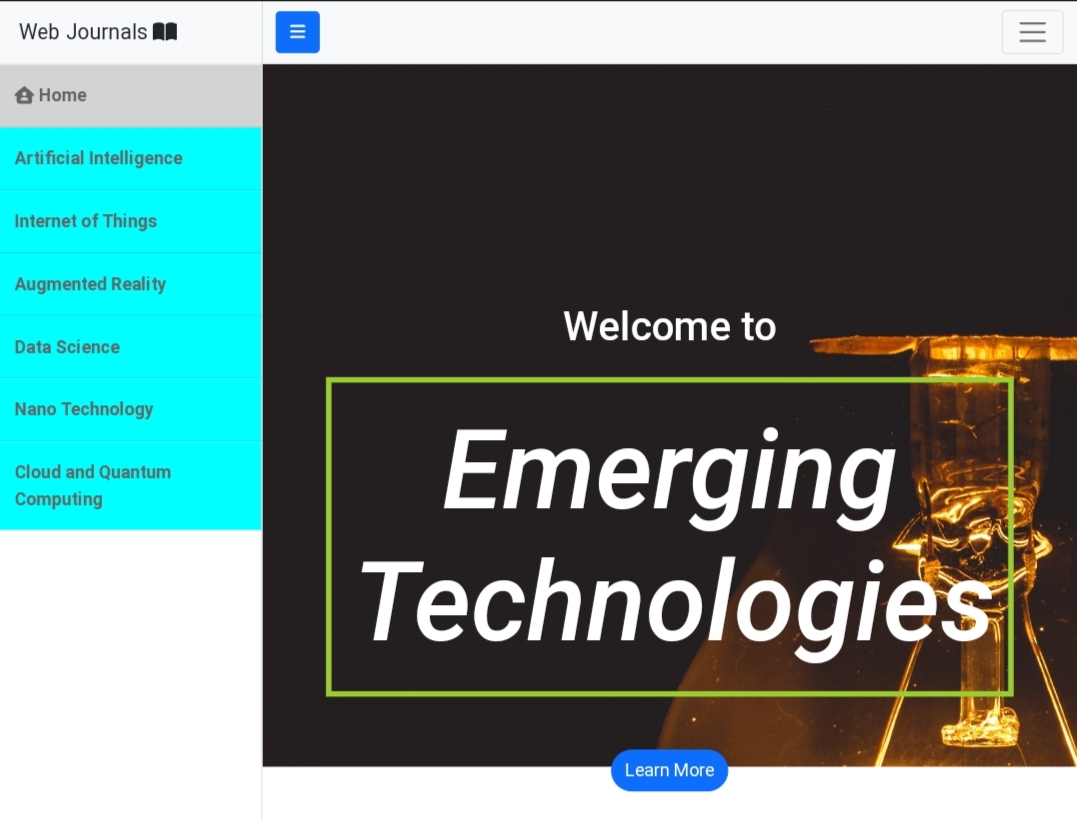 Web Journals
Home
Artificial Intelligence
Internet of Things
Augmented Reality
Data Science
Nano Technology
Cloud and Quantum
Computing
Welcome to
Emerging
Technologies
Learn More